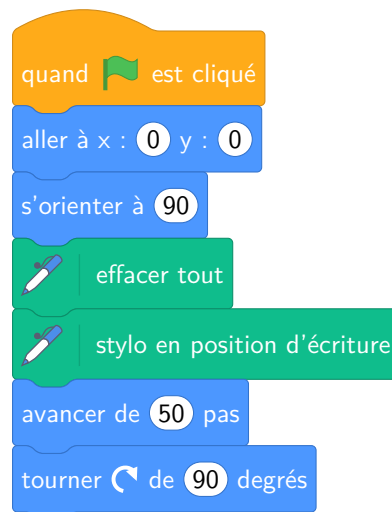 quand est cliqué
aller à x : 0 y : 0
s'orienter à 90
effacer tout
stylo en position d'écriture
avancer de 50 pas
tourner de 90 degrés